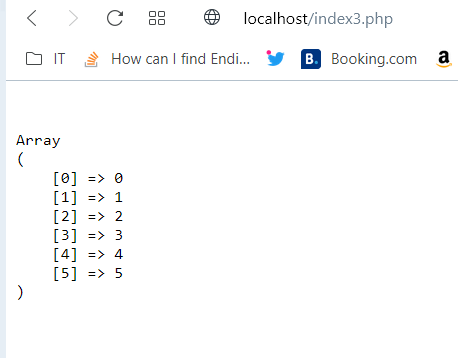 localhost/index3.php
IT How can I find Endi... B. Booking.com a
Array
(
[0] => 0
[1] => 1
[2] => 2
[3] => 3
[4] => 4
[5] => 5
)